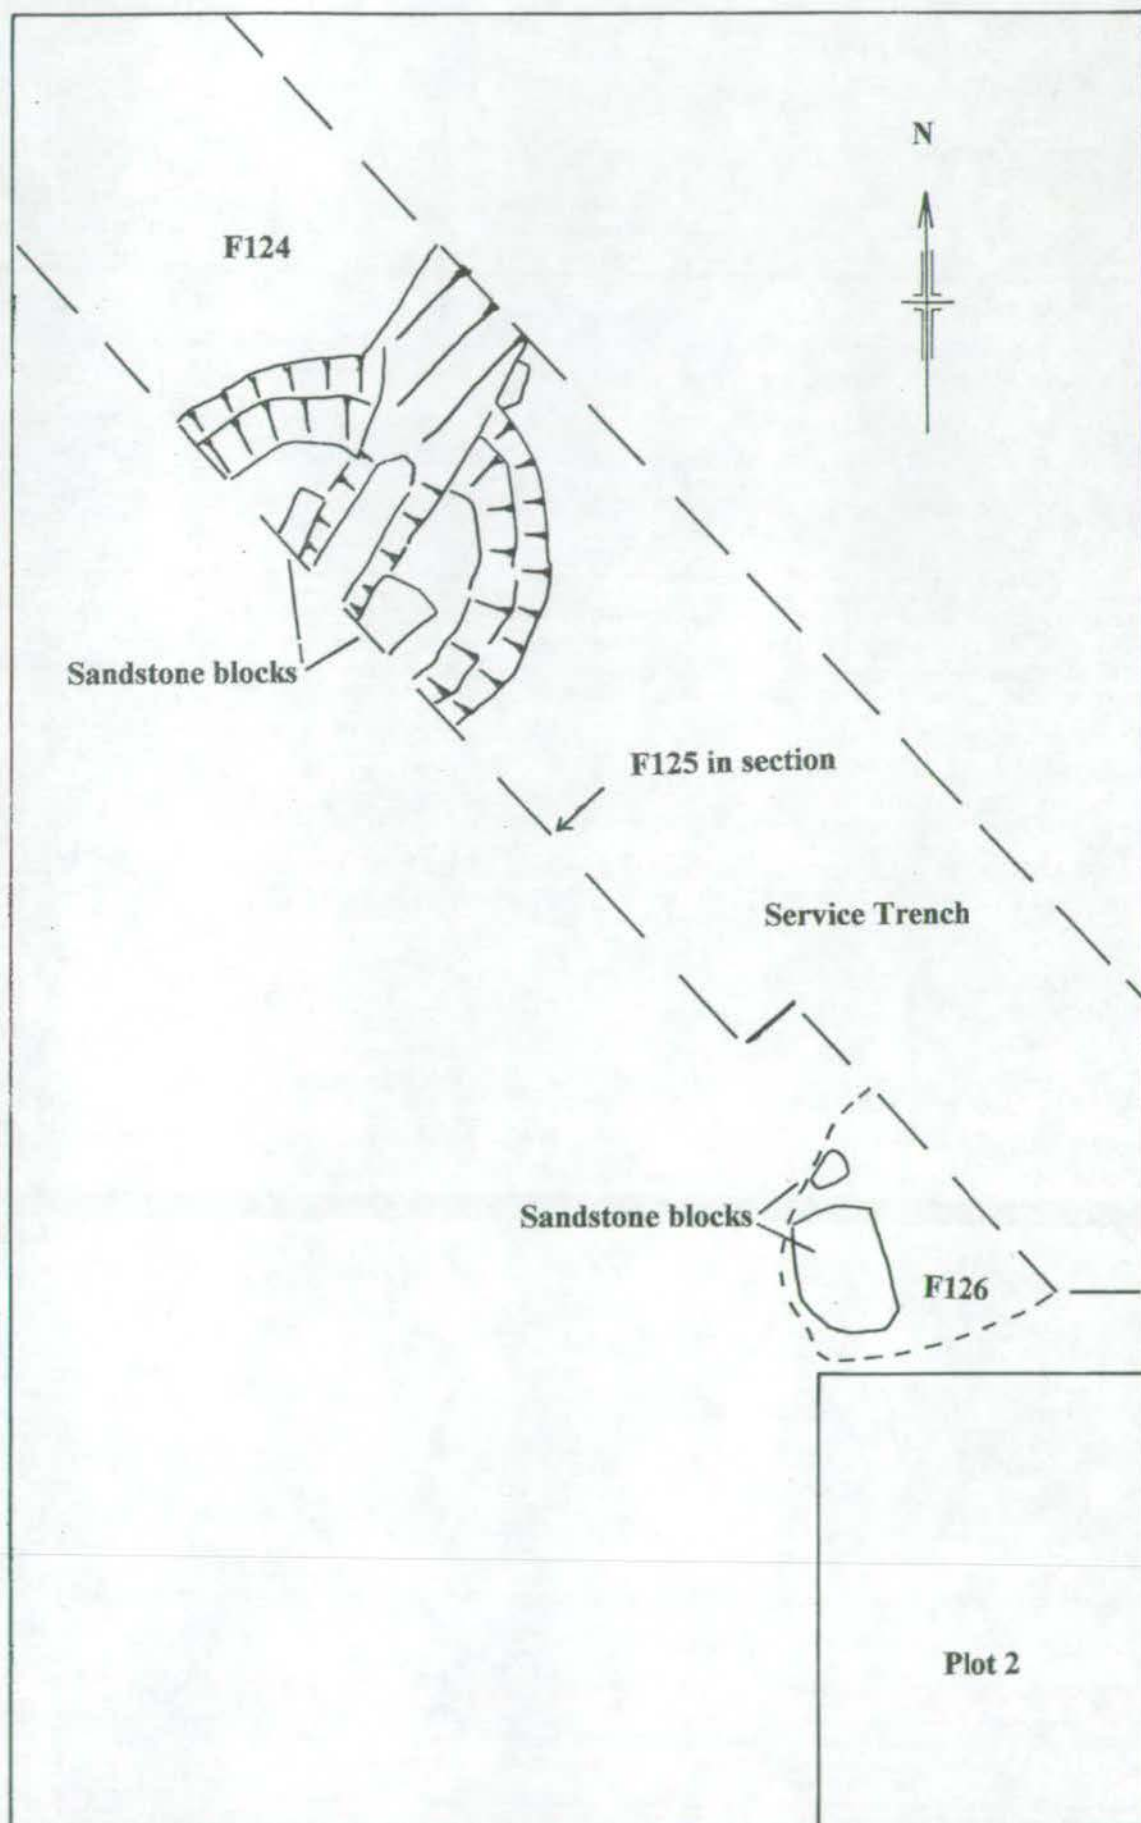 N
F124
Sandstone blocks
F125 in section
Service Trench
Sandstone blocks
F126
Plot 2